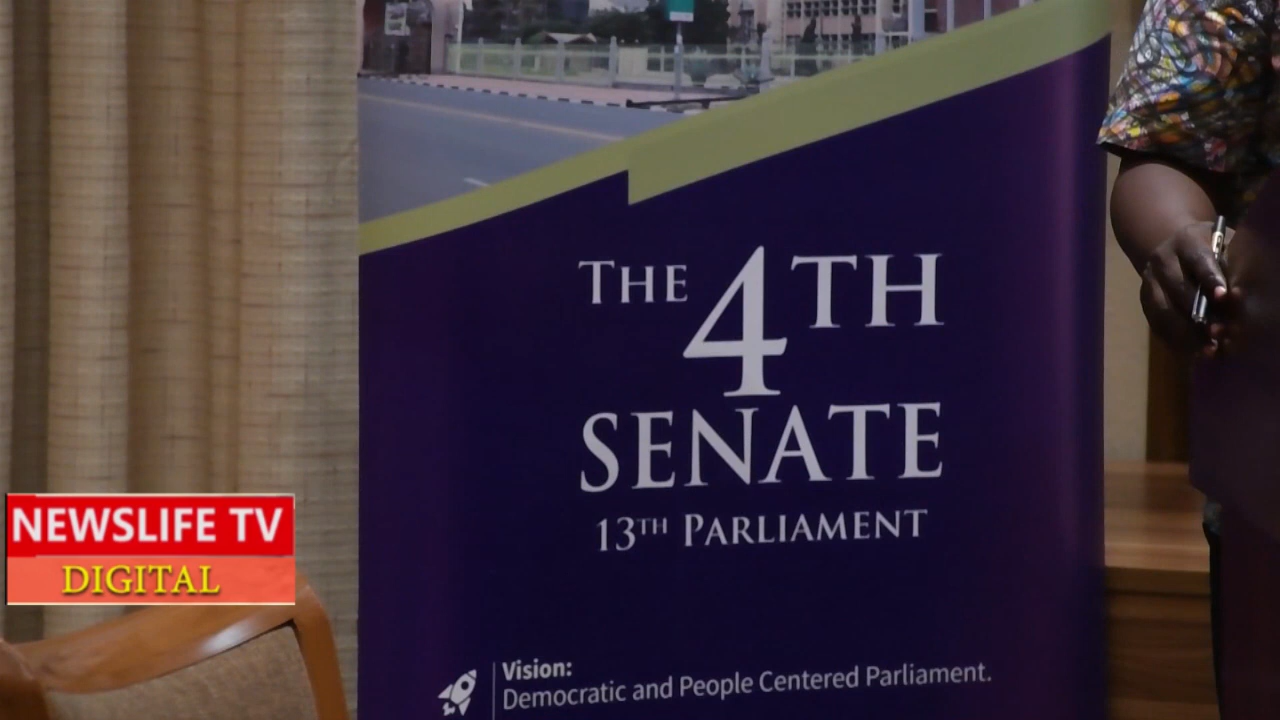 THE 4TH
SENATE
13TH PARLIAMENT
Vision:
Democratic and People Centered Parliament.
NEWSLIFE TV
DIGITAL